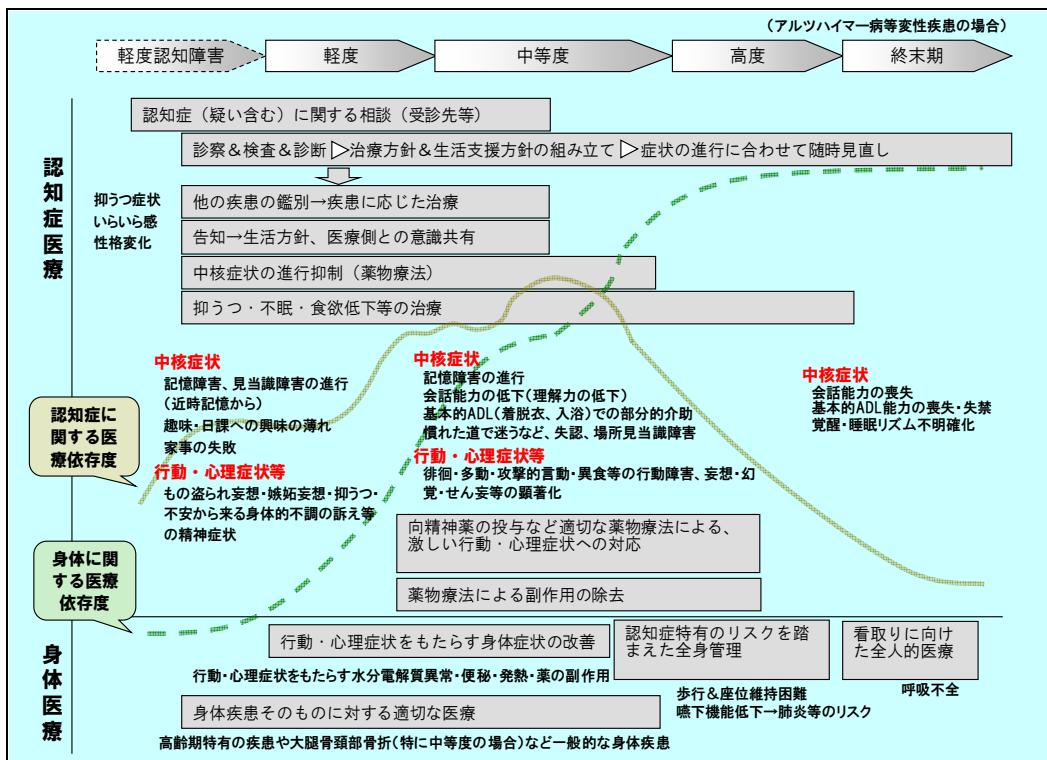 （アルツハイマー病等変性疾患の場合）
軽度認知障害
軽度
中等度
高度
終末期
認知症医療
認知症（疑い含む）に関する相談（受診先等）
診察＆検査＆診断▷治療方針＆生活支援方針の組み立て▷症状の進行に合わせて随時見直し
抑うつ症状
いらいら感
性格変化
他の疾患の鑑別→疾患に応じた治療
告知→生活方針、医療側との意識共有
中核症状の進行抑制（薬物療法）
抑うつ・不眠・食欲低下等の治療
認知症に
関する医
療依存度
中核症状
記憶障害、見当識障害の進行
（近時記憶から）
趣味・日課への興味の薄れ
家事の失敗
行動・心理症状等
もの盗られ妄想・嫉妬妄想・抑うつ・
不安から来る身体的不調の訴え等
の精神症状
中核症状
記憶障害の進行
会話能力の低下（理解力の低下）
基本的ADL（着脱衣、入浴）での部分的介助
慣れた道で迷うなど、失認、場所見当識障害
行動・心理症状等
徘徊・多動・攻撃的言動・異食等の行動障害、妄想・幻
覚・せん妄等の顕著化
中核症状
会話能力の喪失
基本的ADL能力の喪失・失禁
覚醒・睡眠リズム不明確化
向精神薬の投与など適切な薬物療法による、
激しい行動・心理症状への対応
薬物療法による副作用の除去
身体に関
する医療
依存度
身体医療
行動・心理症状をもたらす身体症状の改善
行動・心理症状をもたらす水分電解質異常・便秘・発熱・薬の副作用
認知症特有のリスクを踏
まえた全身管理
歩行＆座位維持困難
嚥下機能低下→肺炎等のリスク
看取りに向け
た全人的医療
呼吸不全
身体疾患そのものに対する適切な医療
高齢期特有の疾患や大腿骨頚部骨折（特に中等度の場合）など一般的な身体疾患